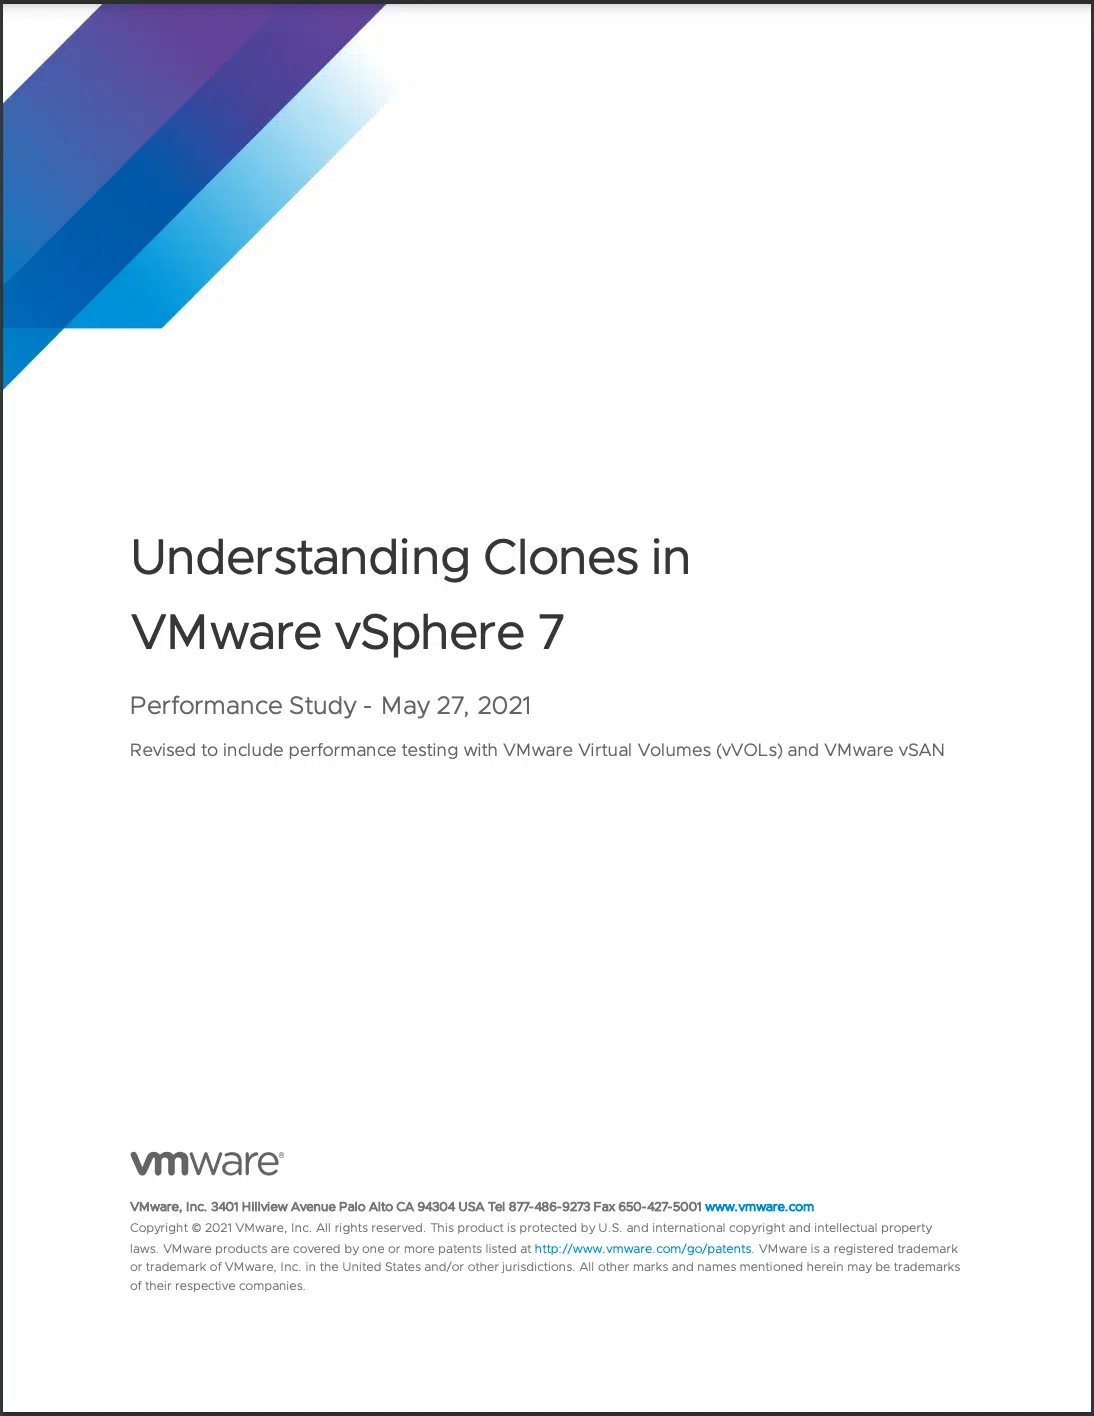 Understanding Clones in
VMware vSphere 7
Performance Study - May 27, 2021
Revised to include performance testing with VMware Virtual Volumes (vVOLs) and VMware vSAN
vmware®
VMware, Inc. 3401 Hillview Avenue Palo Alto CA 94304 USA Tel 877-486-9273 Fax 650-427-5001 www.vmware.com
Copyright © 2021 VMware, Inc. All rights reserved. This product is protected by U.S. and international copyright and intellectual property
laws. VMware products are covered by one or more patents listed at http://www.vmware.com/go/patents. VMware is a registered trademark
or trademark of VMware, Inc. in the United States and/or other jurisdictions. All other marks and names mentioned herein may be trademarks
of their respective companies.